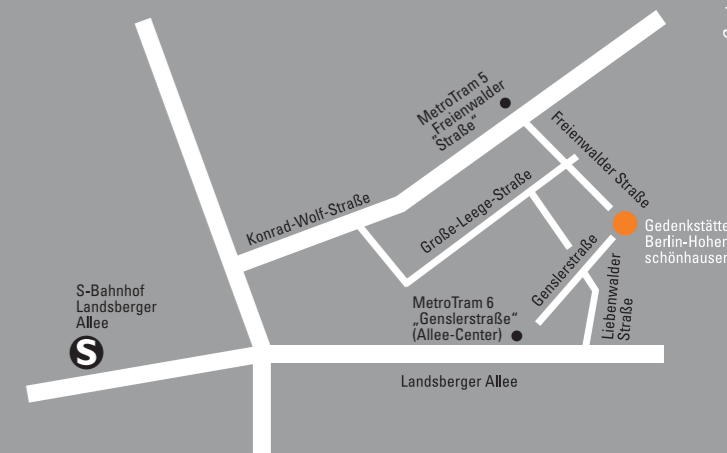 MetroTram 5
„Freienwalder
Straße“
Freienwalder Straße
Konrad-Wolf-Straße
Große-Leege-Straße
Gedenkstätte
Berlin-Hohen
schönhausen
Genslerstraße
Liebenwalder
Straße
S-Bahnhof
Landsberger
Allee
S
MetroTram 6
„Genslerstraße“
(Allee-Center)
Landsberger Allee